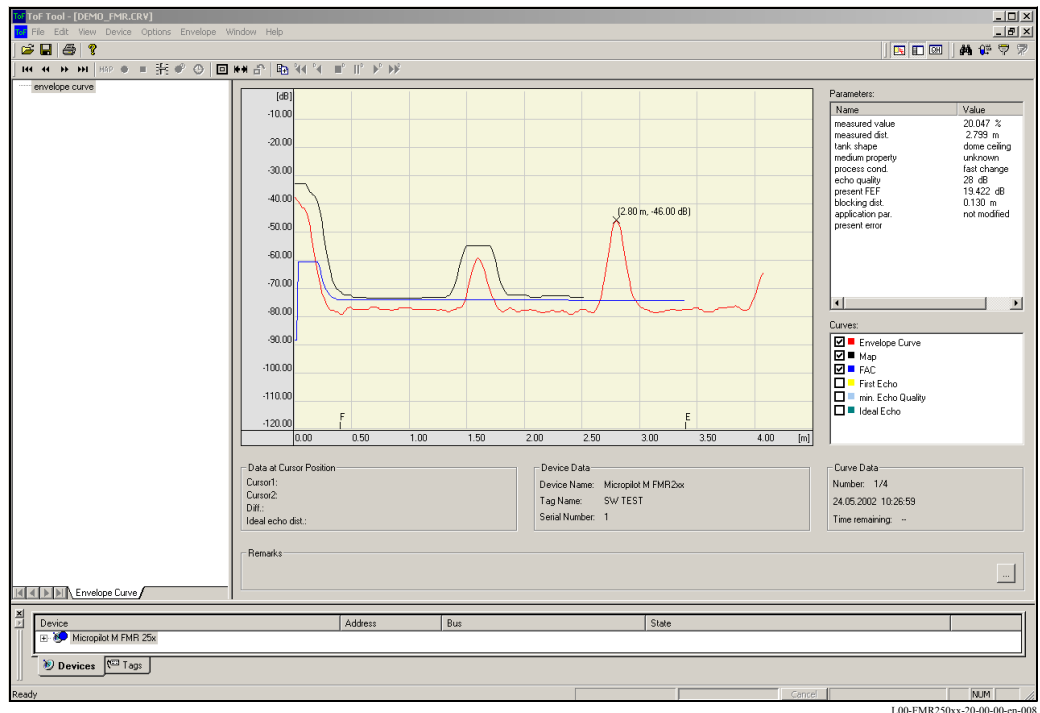 ToF Tool - [DEMO_FMR.CRV]
File Edit View Device Options Envelope Window Help
MAP
envelope curve
[dB]
-10.00
-20.00
-30.00
-40.00
-50.00
-60.00
-70.00
-80.00
-90.00
-100.00
-110.00
-120.00
(2.80 m, -46.00 dB)
F
E
0.00 0.50 1.00 1.50 2.00 2.50 3.00 3.50 4.00 [m]
Parameters:
Name Value
measured value 20.047 %
measured dist. 2.799 m
tank shape dome ceiling
medium property unknown
process cond. fast change
echo quality 28 dB
present FEF 19.422 dB
blocking dist. 0.130 m
application par. not modified
present error
Curves:
Envelope Curve
Map
FAC
First Echo
min. Echo Quality
Ideal Echo
Data at Cursor Position
Cursor1:
Cursor2:
Diff.:
Ideal echo dist.:
Device Data
Device Name: Micropilot M FMR2xx
Tag Name: SW TEST
Serial Number: 1
Curve Data
Number: 1/4
24.05.2002 10:26:59
Time remaining: --
Remarks
...
Envelope Curve
Device Address Bus State
Micropilot M FMR 25x
Devices Tags
Ready Cancel NUM
L00-FMR250xx-20-00-00-en-008